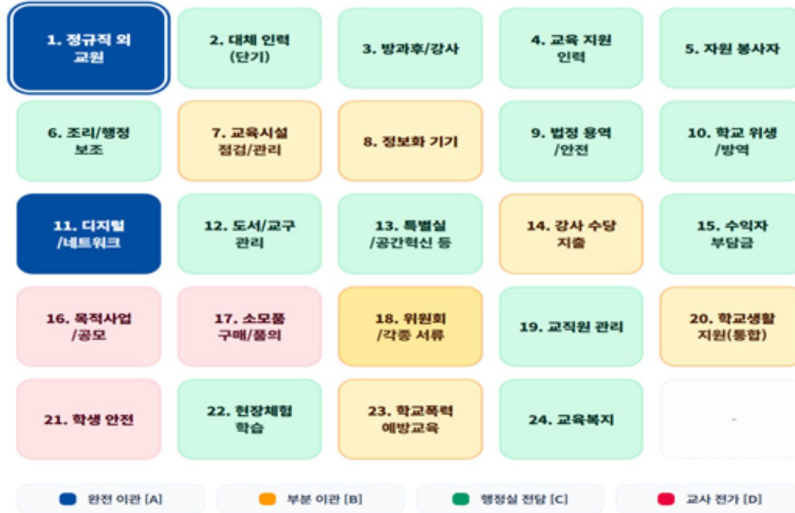 1. 정규직 외
교원
2. 대체 인력
(단기)
3. 방과후/강사
4. 교육 지원
인력
5. 자원 봉사자
6. 조리/행정
보조
7. 교육시설
점검/관리
8. 정보화 기기
9. 법정 용역
/안전
10. 학교 위생
/방역
11. 디지털
/네트워크
12. 도서/교구
관리
13. 특별실
/공간혁신 등
14. 강사 수당
지출
15. 수익자
부담금
16. 목적사업
/공모
17. 소모품
구매/품의
18. 위원회
/각종 서류
19. 교직원 관리
20. 학교생활
지원(통합)
21. 학생 안전
22. 현장체험
학습
23. 학교폭력
예방교육
24. 교육복지
-
완전 이관 [A]
부분 이관 [B]
행정실 전담 [C]
교사 전가 [D]